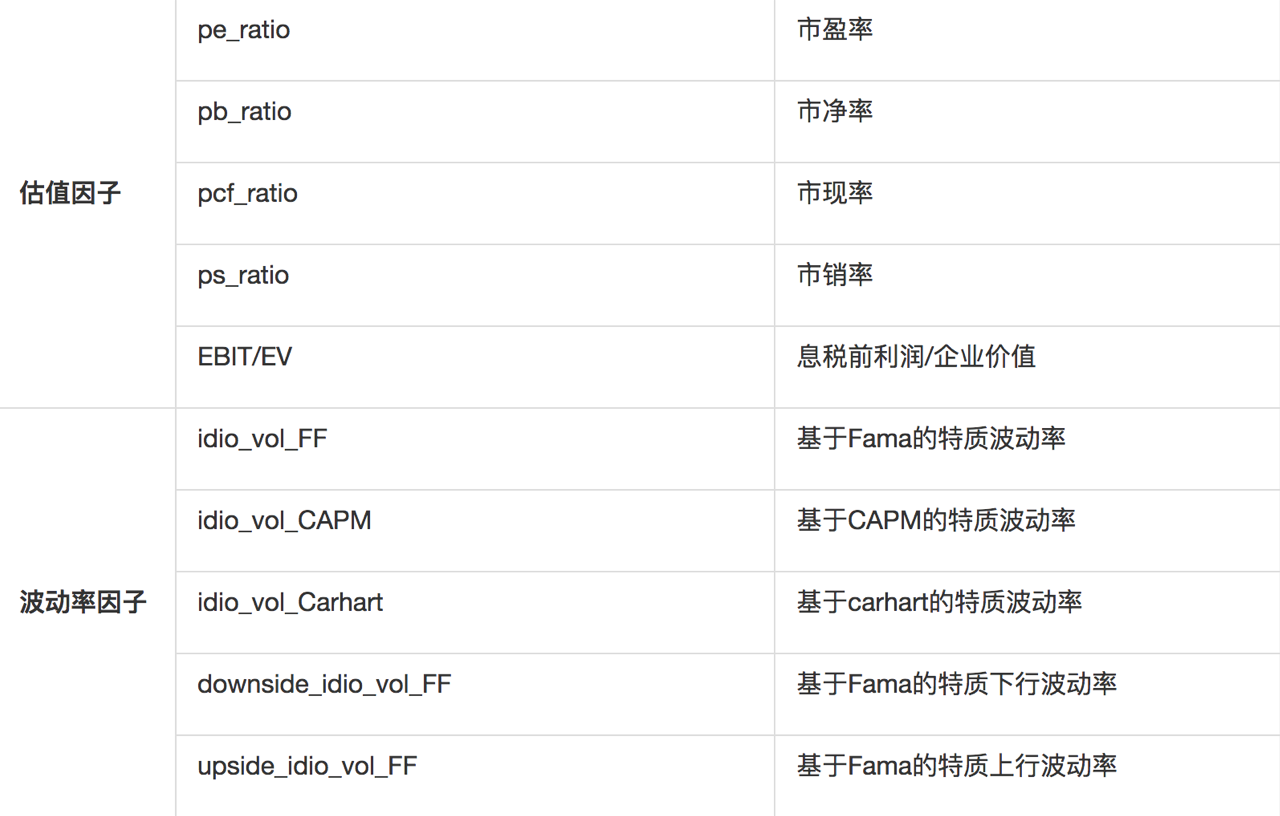 pe_ratio 市盈率
pb_ratio 市净率
估值因子 pcf_ratio 市现率
ps_ratio 市销率
EBIT/EV 息税前利润/企业价值
idio_vol_FF 基于Fama的特质波动率
idio_vol_CAPM 基于CAPM的特质波动率
波动率因子 idio_vol_Carhart 基于carhart的特质波动率
downside_idio_vol_FF 基于Fama的特质下行波动率
upside_idio_vol_FF 基于Fama的特质上行波动率